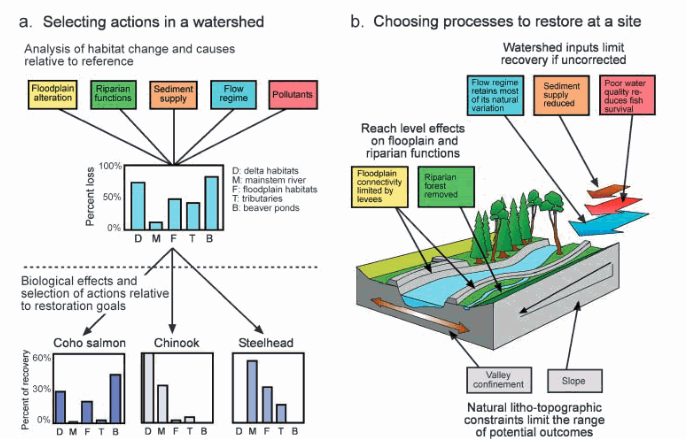 a. Selecting actions in a watershed
Analysis of habitat change and causes
relative to reference
Floodplain
alteration
Riparian
functions
Sediment
supply
Flow
regime
Pollutants
Percent loss
100%
50%
0%
D M F T B
D: delta habitats
M: mainstem river
F: floodplain habitats
T: tributaries
B: beaver ponds
Biological effects and
selection of actions relative
to restoration goals
Coho salmon
Chinook
Steelhead
Percent of recovery
60%
30%
0%
D M F T B
D M F T B
D M F T B
b. Choosing processes to restore at a site
Watershed inputs limit
recovery if uncorrected
Flow regime
retains most
of its natural
variation
Sediment
supply
reduced
Poor water
quality re-
duces fish
survival
Reach level effects
on flooplain and
riparian functions
Floodplain
connectivity
limited by
levees
Riparian
forest
removed
Valley
confinement
Slope
Natural litho-topographic
constraints limit the range
of potential outcomes